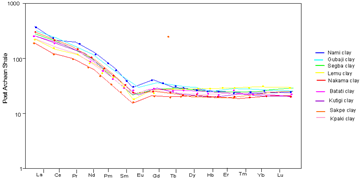 1000
100
10
1
Post Archean Shale
La Ce Pr Nd Pm Sm Eu Gd Tb Dy Hb Er Tm Yb Lu
Nami clay
Gubaji clay
Segba clay
Lemu clay
Nakama clay
Batati clay
Kutigi clay
Sakpe clay
Kpaki clay